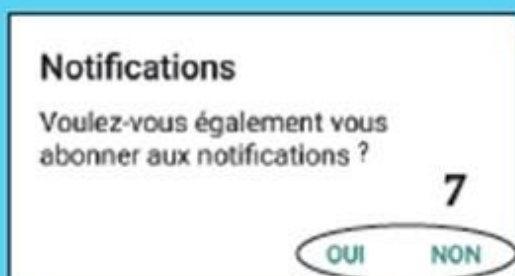 Notifications
Voulez-vous également vous
abonner aux notifications ?
7
OUI NON